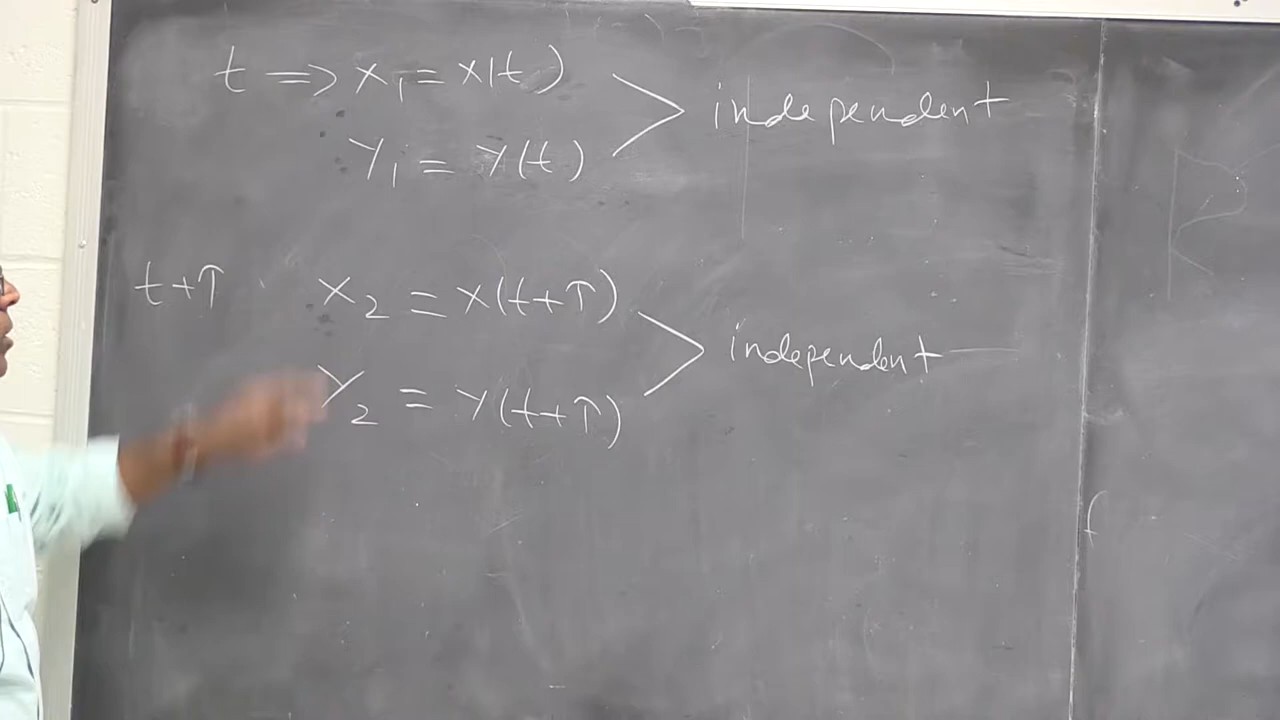 t ⇒ X₁ = X(t)
Y₁ = Y(t)
independent
t+τ X₂ = X(t+τ)
Y₂ = Y(t+τ)
independent
f